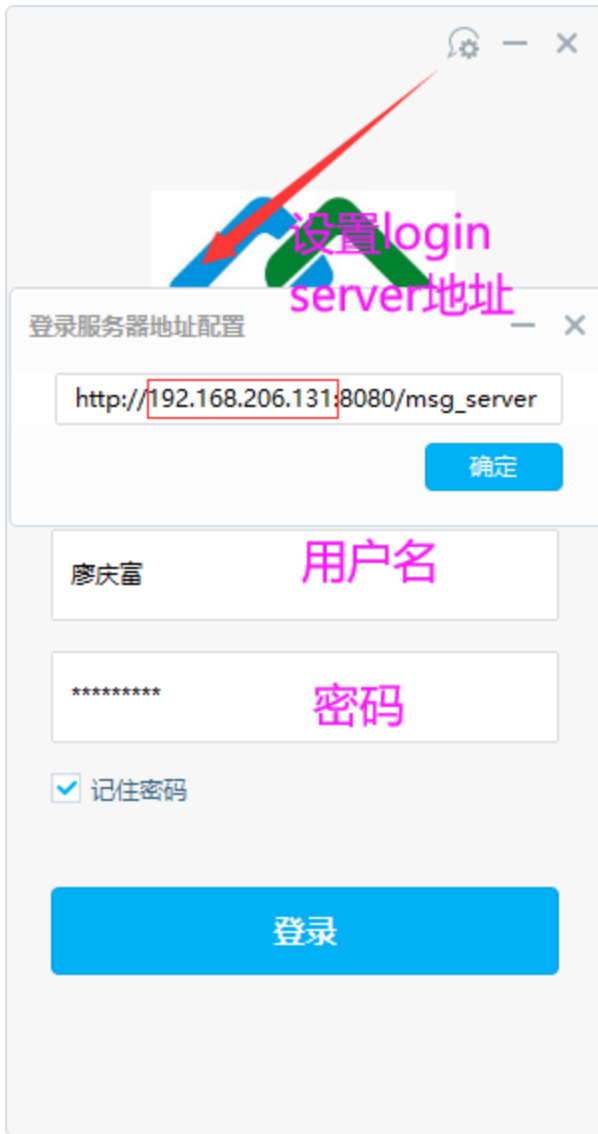 设置login
server地址
登录服务器地址配置
http://192.168.206.131:8080/msg_server
确定
廖庆富
用户名
*********
密码
记住密码
登录